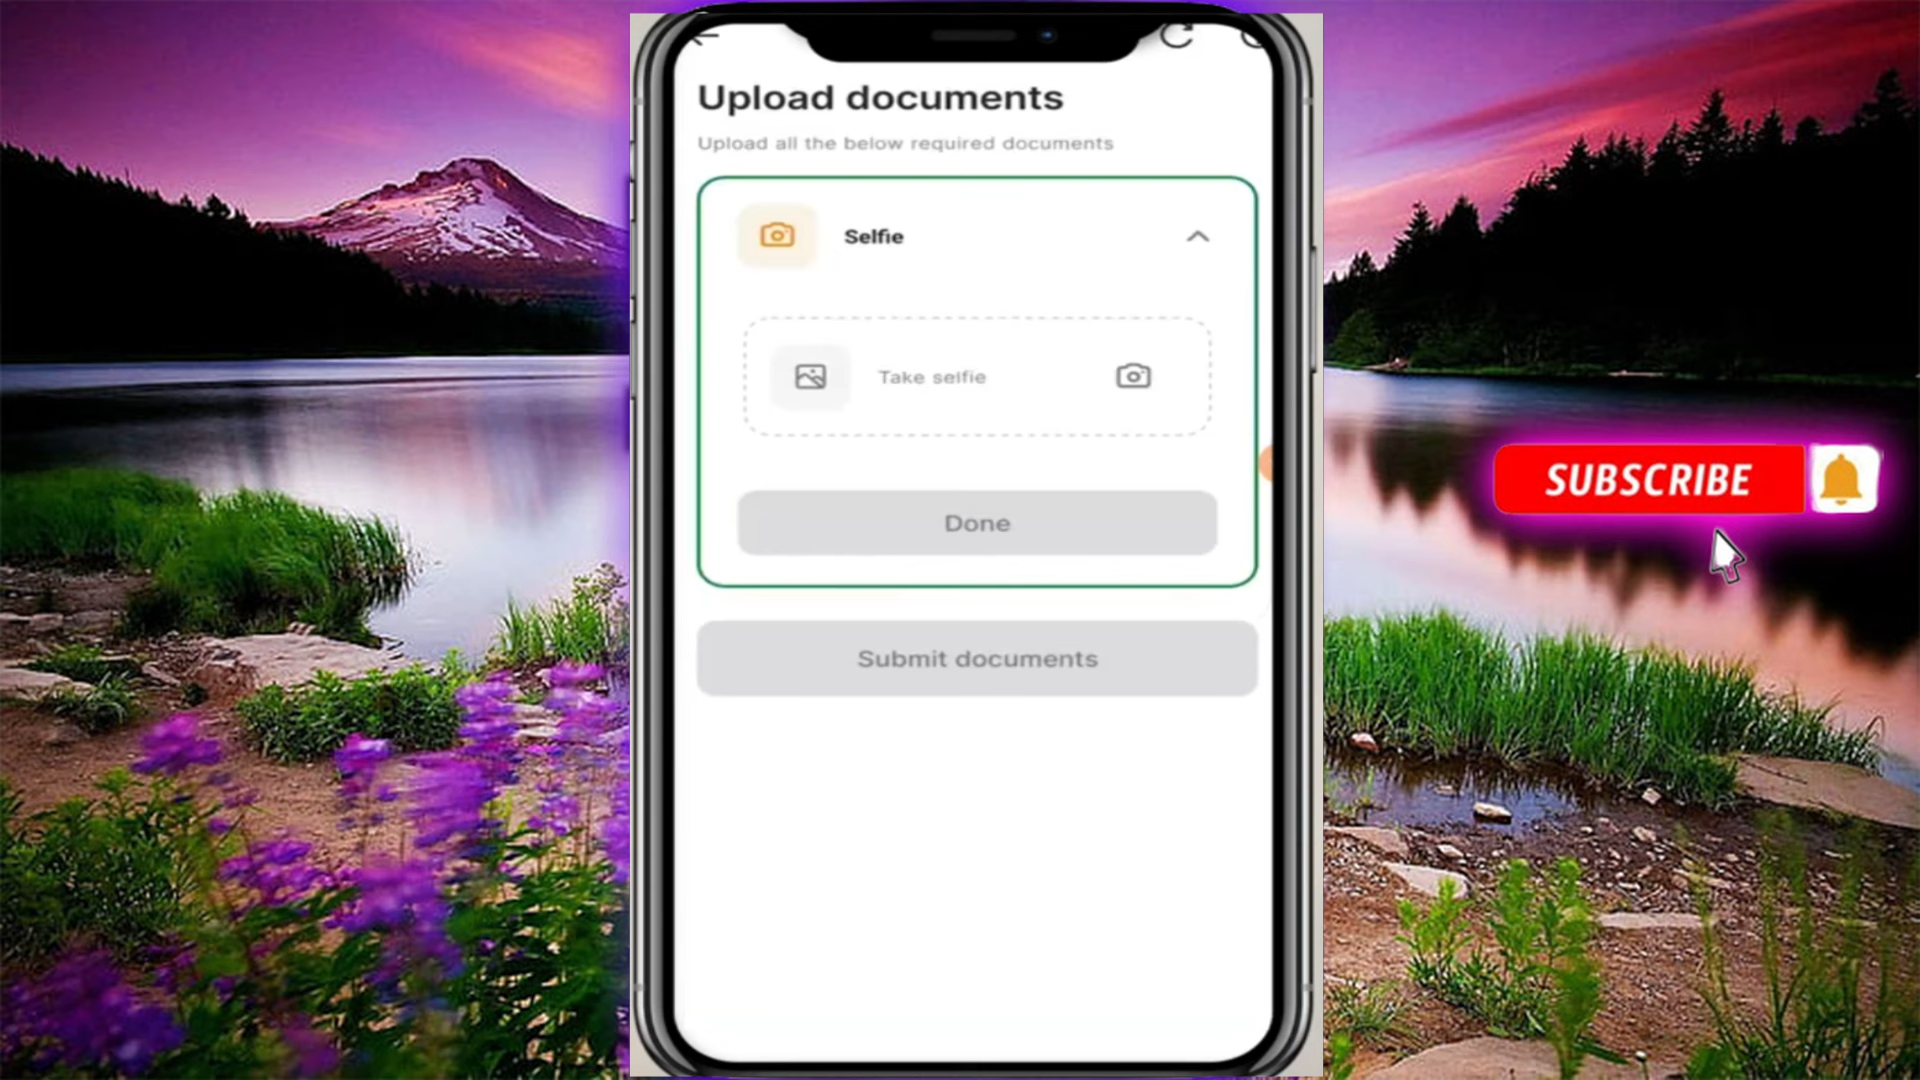 Upload documents
Upload all the below required documents
Selfie
Take selfie
Done
Submit documents
SUBSCRIBE